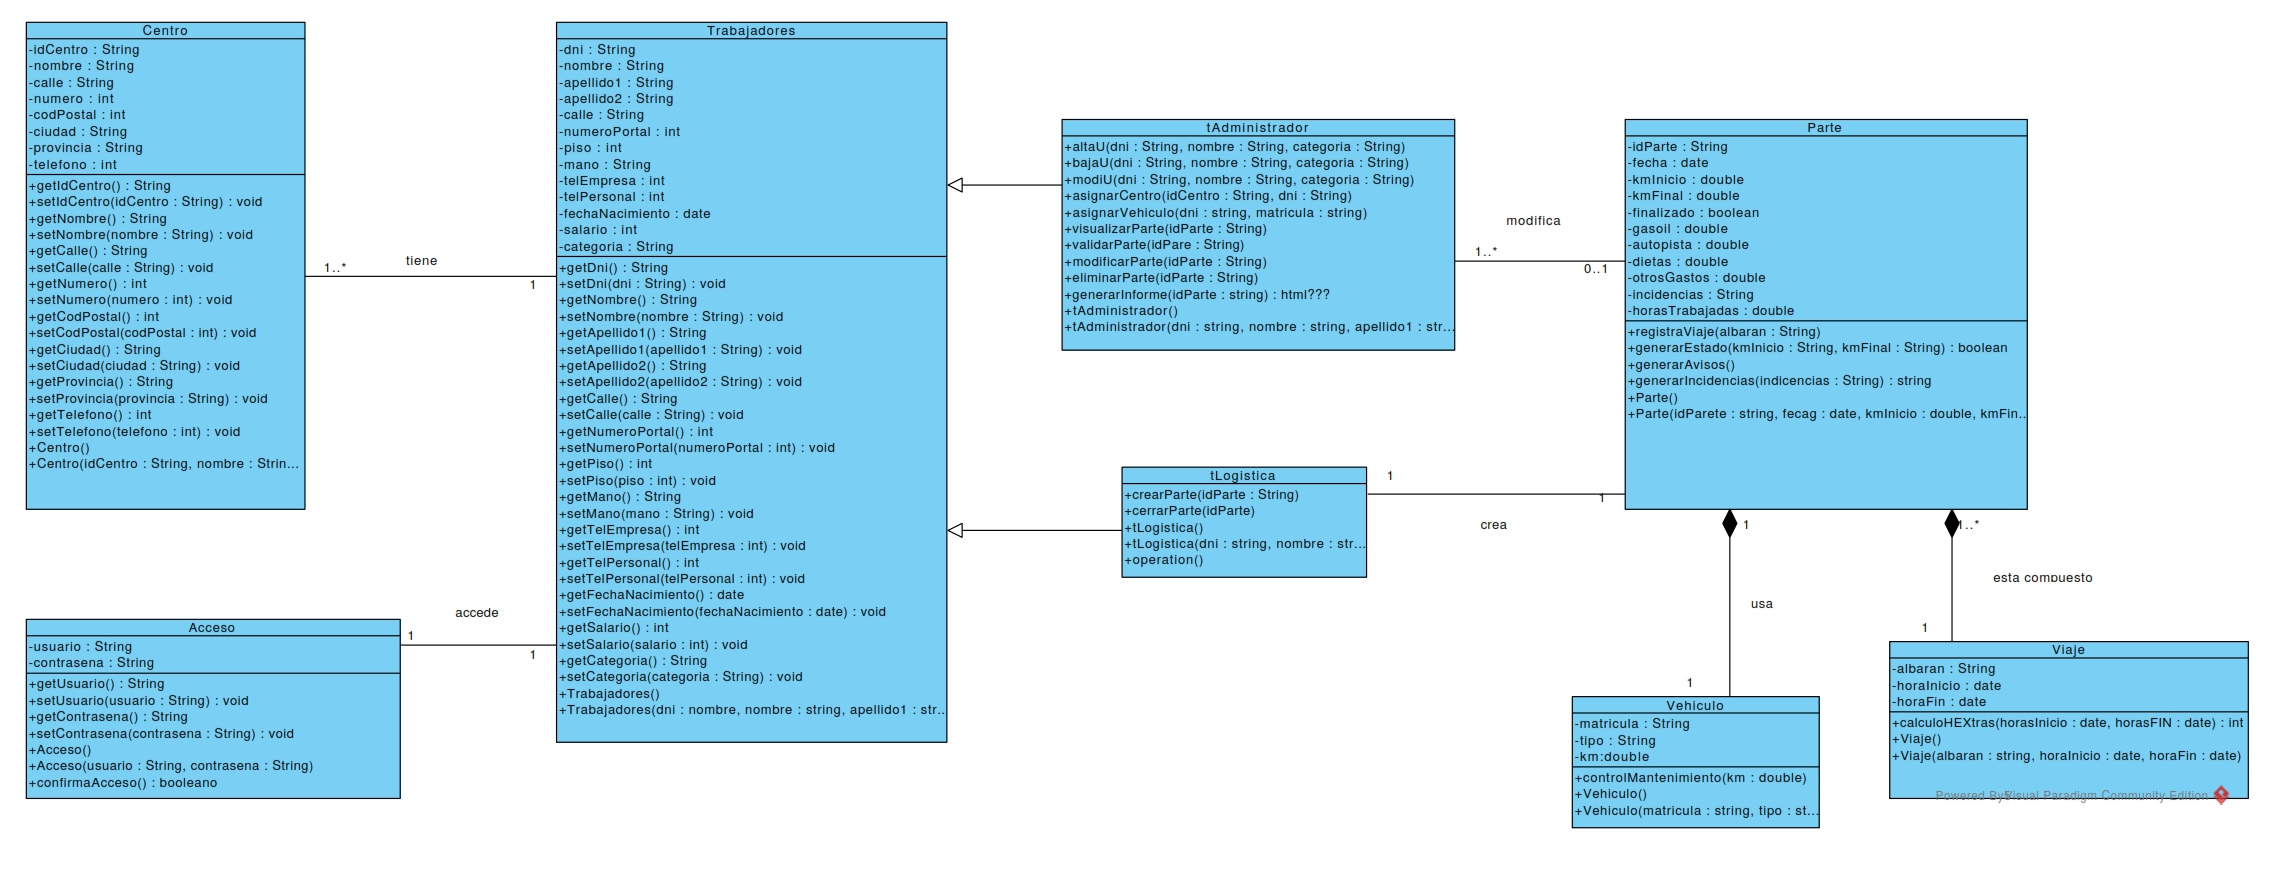 Centro
-idCentro : String
-nombre : String
-calle : String
-numero : int
-codPostal : int
-ciudad : String
-provincia : String
-telefono : int
+getIdCentro() : String
+setIdCentro(idCentro : String) : void
+getNombre() : String
+setNombre(nombre : String) : void
+getCalle() : String
+setCalle(calle : String) : void
+getNumero() : int
+setNumero(numero : int) : void
+getCodPostal() : int
+setCodPostal(codPostal : int) : void
+getCiudad() : String
+setCiudad(ciudad : String) : void
+getProvincia() : String
+setProvincia(provincia : String) : void
+getTelefono() : int
+setTelefono(telefono : int) : void
+Centro()
+Centro(idCentro : String, nombre : Strin...
1..*
tiene
1
Trabajadores
-dni : String
-nombre : String
-apellido1 : String
-apellido2 : String
-calle : String
-numeroPortal : int
-piso : int
-mano : String
-telEmpresa : int
-telPersonal : int
-fechaNacimiento : date
-salario : int
-categoria : String
+getDni() : String
+setDni(dni : String) : void
+getNombre() : String
+setNombre(nombre : String) : void
+getApellido1() : String
+setApellido1(apellido1 : String) : void
+getApellido2() : String
+setApellido2(apellido2 : String) : void
+getCalle() : String
+setCalle(calle : String) : void
+getNumeroPortal() : int
+setNumeroPortal(numeroPortal : int) : void
+getPiso() : int
+setPiso(piso : int) : void
+getMano() : String
+setMano(mano : String) : void
+getTelEmpresa() : int
+setTelEmpresa(telEmpresa : int) : void
+getTelPersonal() : int
+setTelPersonal(telPersonal : int) : void
+getFechaNacimiento() : date
+setFechaNacimiento(fechaNacimiento : date) : void
+getSalario() : int
+setSalario(salario : int) : void
+getCategoria() : String
+setCategoria(categoria : String) : void
+Trabajadores()
+Trabajadores(dni : nombre, nombre : string, apellido1 : str...
accede
1
1
Acceso
-usuario : String
-contrasena : String
+getUsuario() : String
+setUsuario(usuario : String) : void
+getContrasena() : String
+setContrasena(contrasena : String) : void
+Acceso()
+Acceso(usuario : String, contrasena : String)
+confirmaAcceso() : booleano
tAdministrador
+altaU(dni : String, nombre : String, categoria : String)
+bajaU(dni : String, nombre : String, categoria : String)
+modiU(dni : String, nombre : String, categoria : String)
+asignarCentro(idCentro : String, dni : String)
+asignarVehiculo(dni : string, matricula : string)
+visualizarParte(idParte : String)
+validarParte(idPare : String)
+modificarParte(idParte : String)
+eliminarParte(idParte : String)
+generarInforme(idParte : string) : html???
+tAdministrador()
+tAdministrador(dni : string, nombre : string, apellido1 : str...
modifica
1..*
0..1
Parte
-idParte : String
-fecha : date
-kmInicio : double
-kmFinal : double
-finalizado : boolean
-gasoil : double
-autopista : double
-dietas : double
-otrosGastos : double
-incidencias : String
-horasTrabajadas : double
+registraViaje(albaran : String)
+generarEstado(kmInicio : String, kmFinal : String) : boolean
+generarAvisos()
+generarIncidencias(indicencias : String) : string
+Parte()
+Parte(idParete : string, fecag : date, kmInicio : double, kmFin...
tLogistica
+crearParte(idParte : String)
+cerrarParte(idParte)
+tLogistica()
+tLogistica(dni : string, nombre : str...
+operation()
1
1
crea
1
1..*
usa
esta compuesto
1
1
Vehiculo
-matricula : String
-tipo : String
-km:double
+controlMantenimiento(km : double)
+Vehiculo()
+Vehiculo(matricula : string, tipo : st...
Viaje
-albaran : String
-horaInicio : date
-horaFin : date
+calculoHEXtras(horasInicio : date, horasFIN : date) : int
+Viaje()
+Viaje(albaran : string, horaInicio : date, horaFin : date)
Powered By Visual Paradigm Community Edition